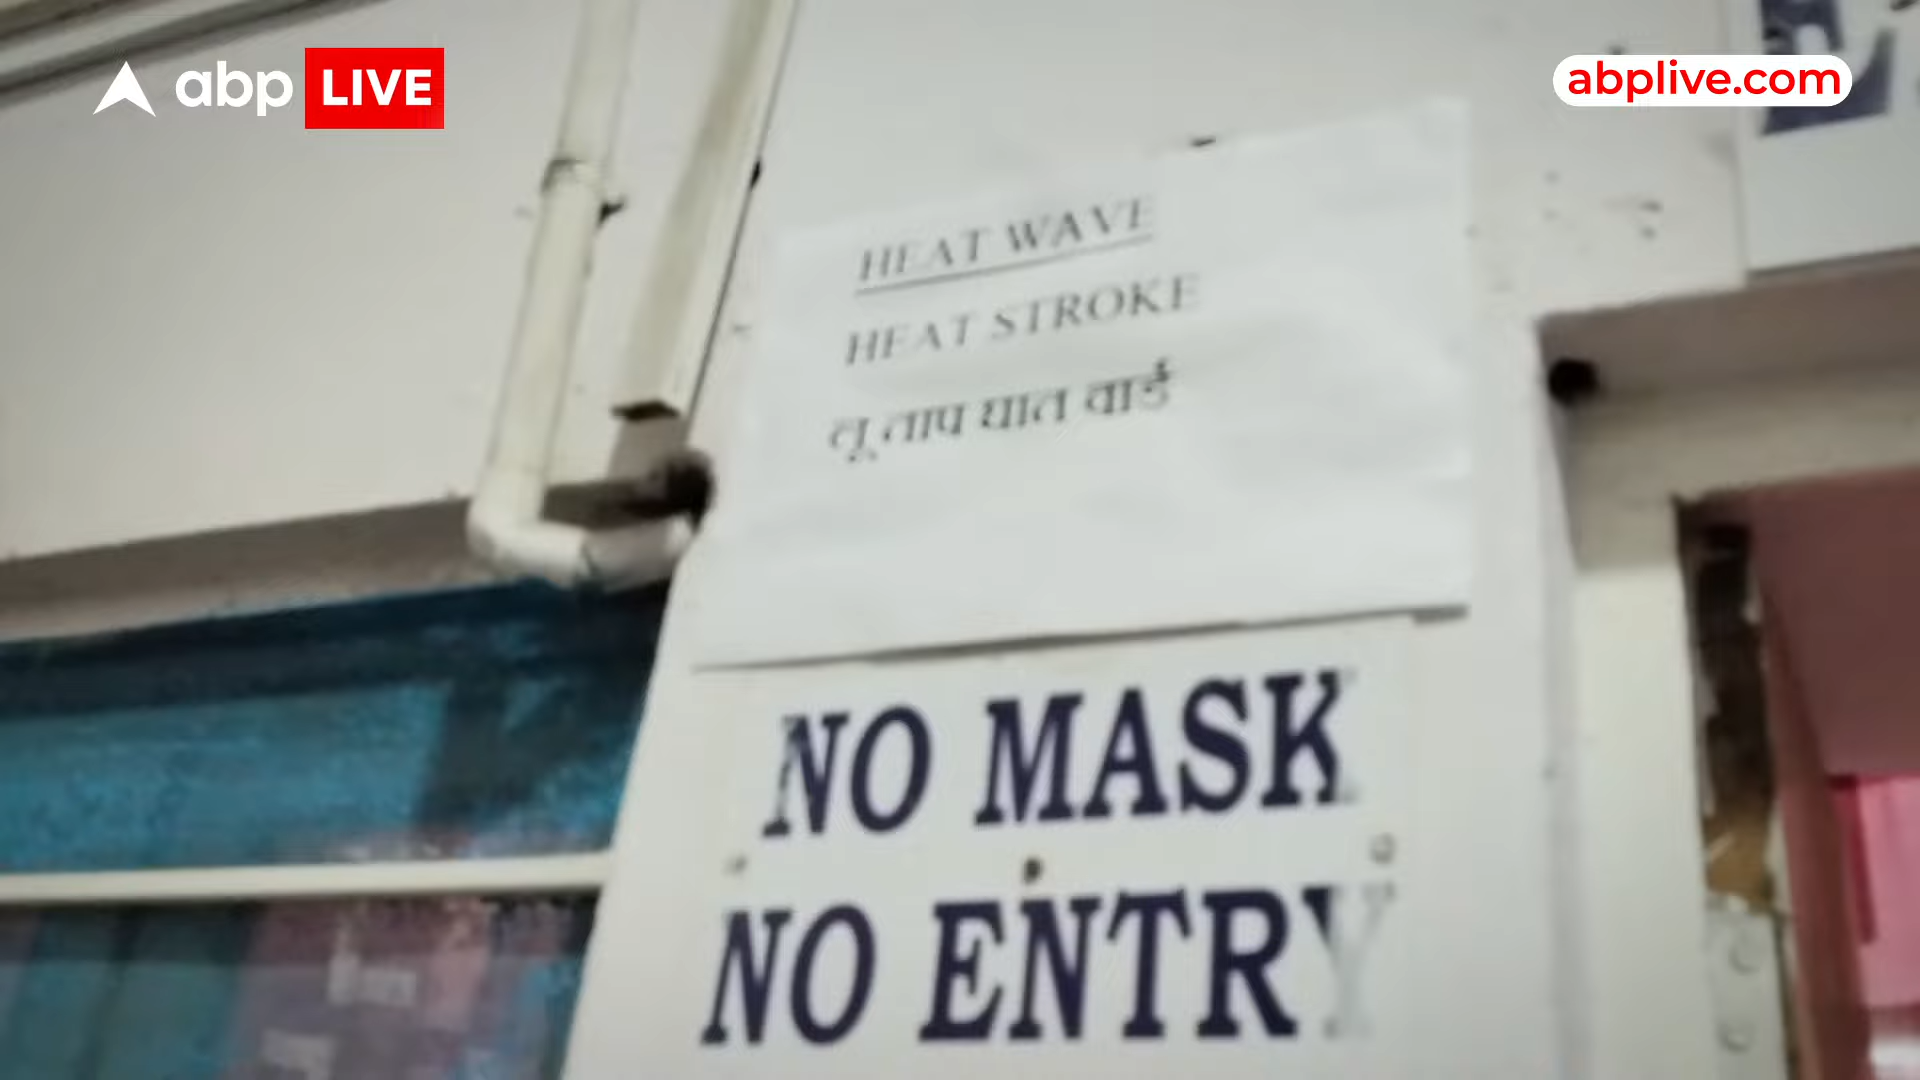 abp LIVE
abplive.com
HEAT WAVE
HEAT STROKE
लू ताप घात वार्ड
NO MASK
NO ENTRY